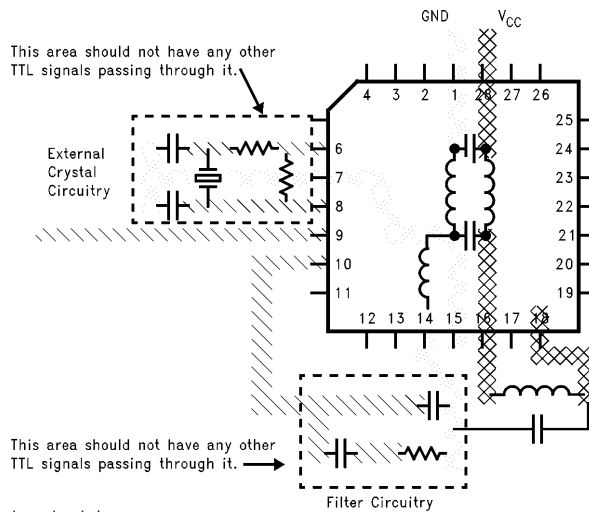 GND VCC
This area should not have any other
TTL signals passing through it.
4 3 2 1 28 27 26
25
External
Crystal
Circuitry
6 24
7 23
8 22
9 21
10 20
11 19
12 13 14 15 16 17 18
This area should not have any other
TTL signals passing through it.
Filter Circuitry